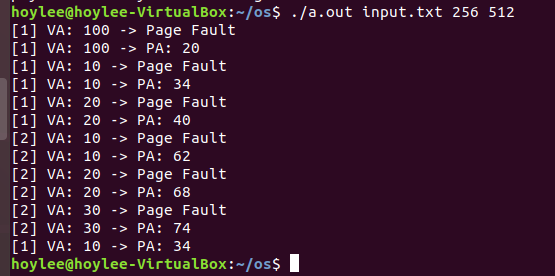 hoylee@hoylee-VirtualBox:~/os$ ./a.out input.txt 256 512
[1] VA: 100 -> Page Fault
[1] VA: 100 -> PA: 20
[1] VA: 10 -> Page Fault
[1] VA: 10 -> PA: 34
[1] VA: 20 -> Page Fault
[1] VA: 20 -> PA: 40
[2] VA: 10 -> Page Fault
[2] VA: 10 -> PA: 62
[2] VA: 20 -> Page Fault
[2] VA: 20 -> PA: 68
[2] VA: 30 -> Page Fault
[2] VA: 30 -> PA: 74
[1] VA: 10 -> PA: 34
hoylee@hoylee-VirtualBox:~/os$